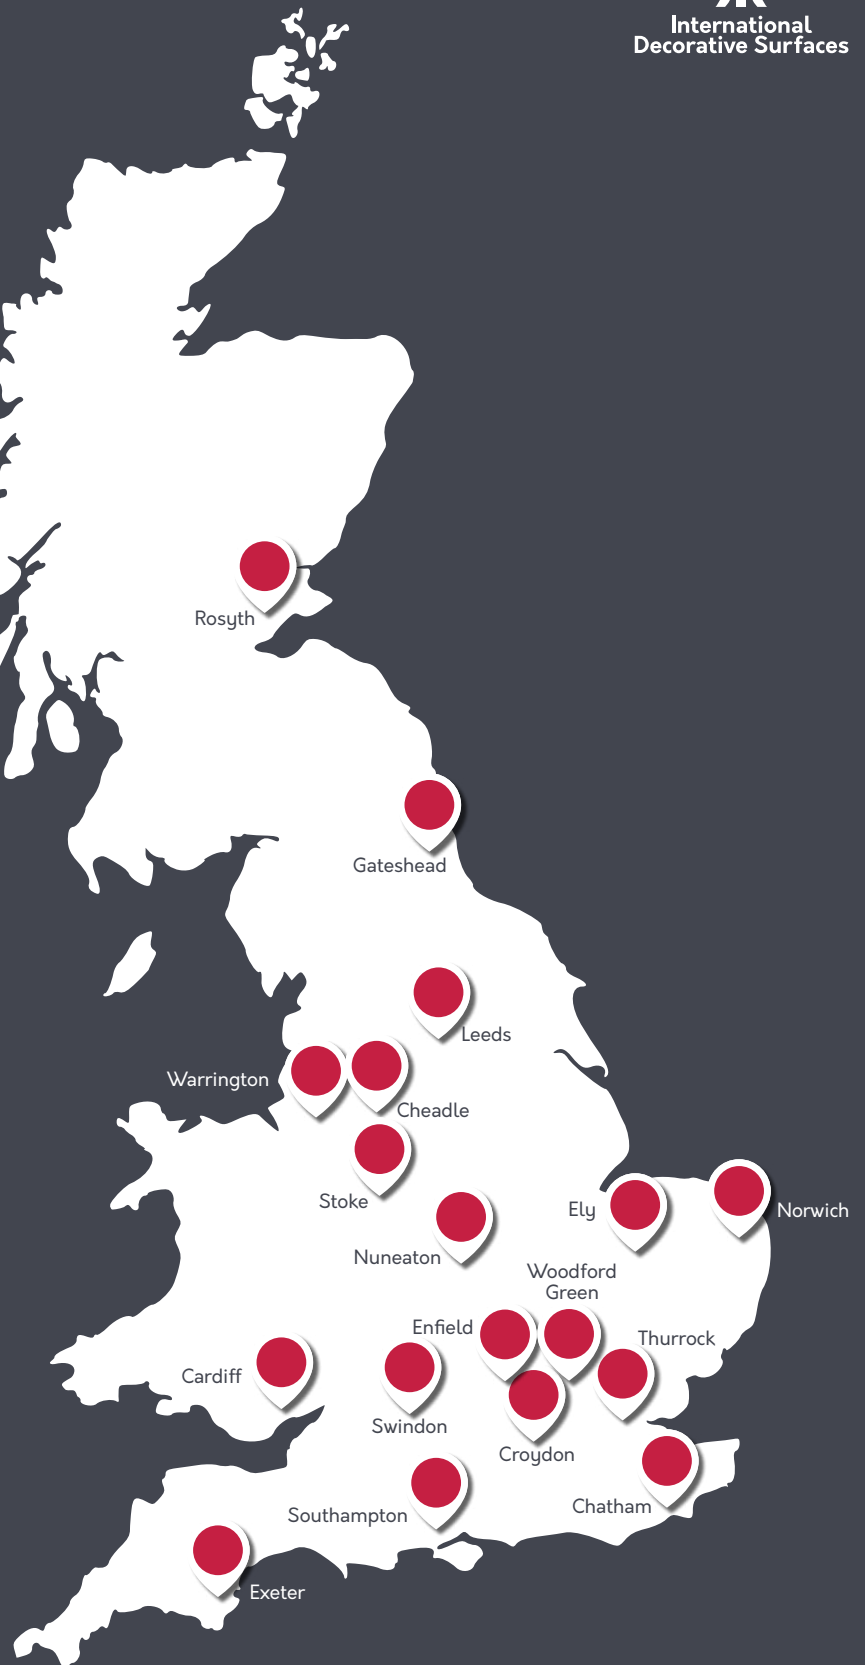 International
Decorative Surfaces
Rosyth
Gateshead
Leeds
Warrington
Cheadle
Stoke
Ely
Norwich
Nuneaton
Woodford
Green
Enfield
Thurrock
Cardiff
Swindon
Croydon
Chatham
Southampton
Exeter